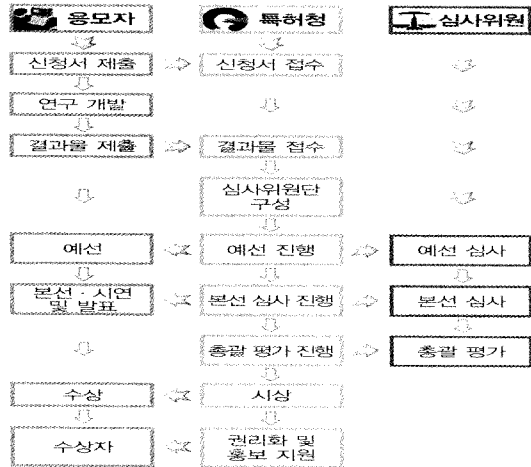 응모자 특허청 심사위원
신청서 제출 신청서 접수
연구 개발
결과물 제출 결과물 접수
심사위원단
구성
예선 예선 진행 예선 심사
본선 · 시연
및 발표
본선 심사 진행 본선 심사
총괄 평가 진행 총괄 평가
수상 시상
수상자
권리화 및
홍보 지원